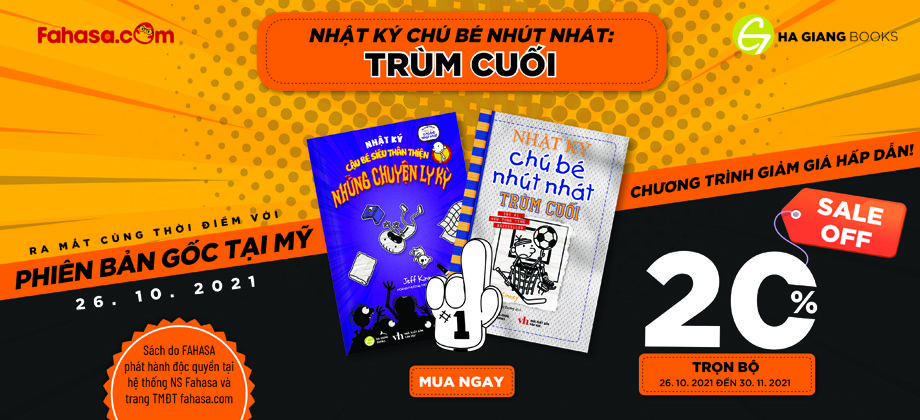 Fahasa.com
NHẬT KÝ CHÚ BÉ NHÚT NHÁT:
TRÙM CUỐI
HA GIANG BOOKS
NHẬT KÝ
CẬU BÉ SIÊU THÂN THIỆN
NHỮNG CHUYỆN LY KỲ
NHẬT KÝ
chú bé
nhút nhát
TRÙM CUỐI
CHƯƠNG TRÌNH GIẢM GIÁ HẤP DẪN!
SALE
OFF
RA MẮT CÙNG THỜI ĐIỂM VỚI
PHIÊN BẢN GỐC TẠI MỸ
26. 10. 2021
Jeff
#1
20%
TRỌN BỘ
26. 10. 2021 ĐẾN 30. 11. 2021
Sách do FAHASA
phát hành độc quyền tại
hệ thống NS Fahasa và
trang TMĐT fahasa.com
MUA NGAY